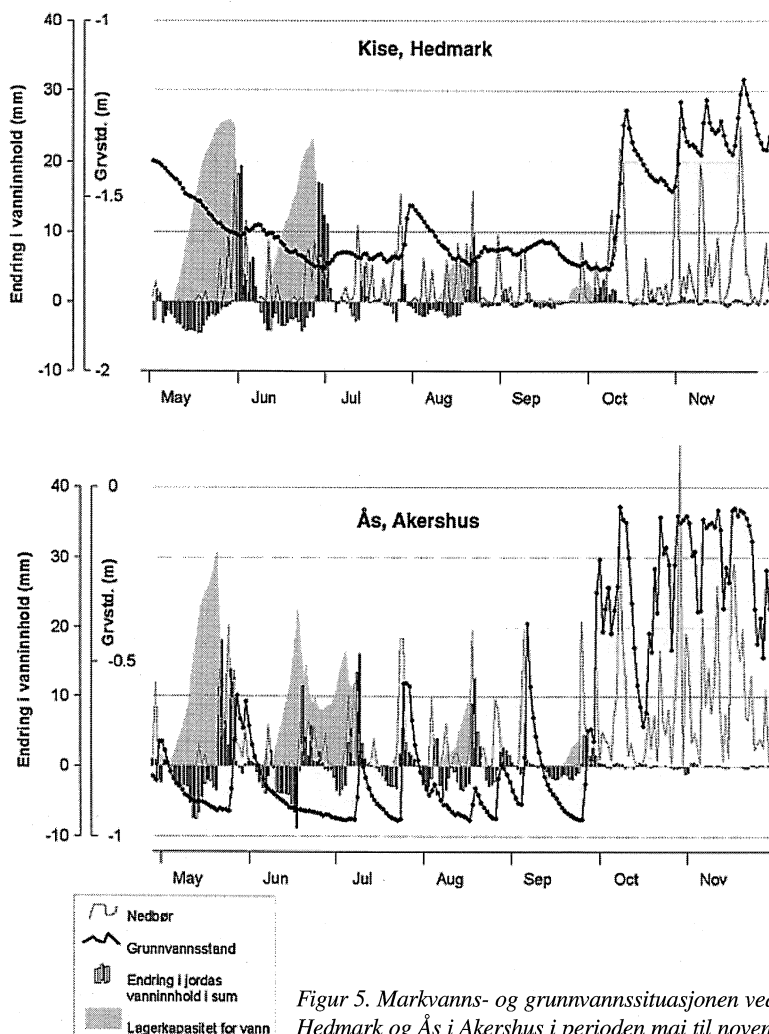 Kise, Hedmark
Endring i vanninnhold (mm)
40
30
20
10
0
-10
Grvstd. (m)
-1
-1.5
-2
May Jun Jul Aug Sep Oct Nov
Ås, Akershus
Endring i vanninnhold (mm)
40
30
20
10
0
-10
Grvstd. (m)
0
-0.5
-1
May Jun Jul Aug Sep Oct Nov
Nedbør
Grunnvannsstand
Endring i jordas
vanninnhold i sum
Lagerkapasitet for vann
Figur 5. Markvanns- og grunnvannssituasjonen ved
Hedmark og Ås i Akershus i perioden mai til novem